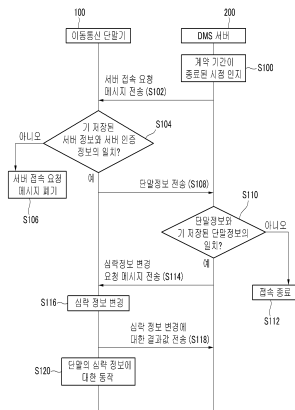 100
200
이동통신 단말기
DMS 서버
계약 기간이
종료된 시점 인지
S100
서버 접속 요청
메시지 전송 (S102)
기 저장된
서버 정보와 서버 인증
정보의 일치?
S104
아니오
예
서버 접속 요청
메시지 폐기
S106
단말정보 전송 (S108)
단말정보와
기 저장된 단말정보의
일치?
S110
아니오
예
심락정보 변경
요청 메시지 전송 (S114)
접속 종료
S112
S116
심락 정보 변경
심락 정보 변경에
대한 결과값 전송 (S118)
S120
단말의 심락 정보에
대한 동작